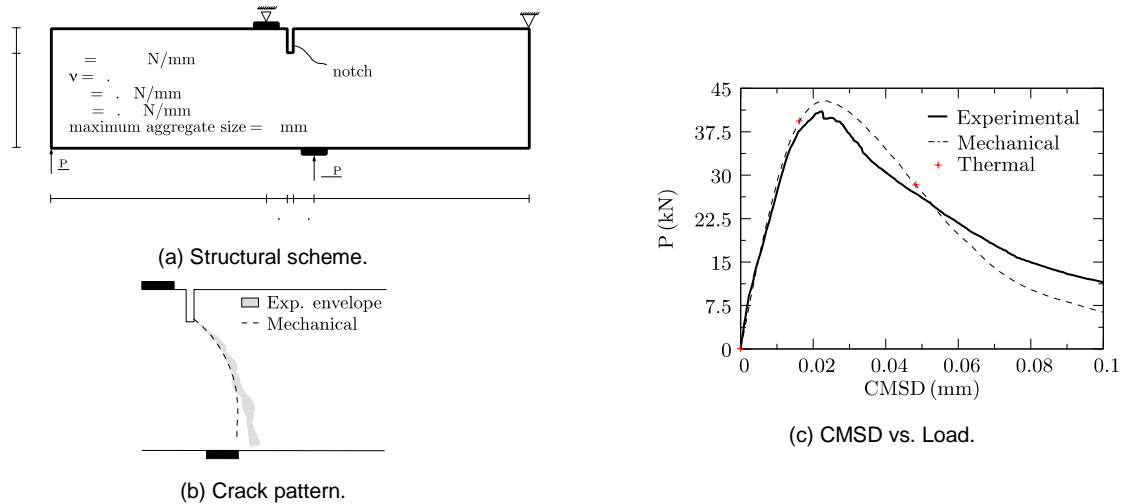 = N/mm
ν = .
= . N/mm
= . N/mm
maximum aggregate size = mm
notch
P
P
. .
(a) Structural scheme.
Exp. envelope
Mechanical
(b) Crack pattern.
45
37.5
30
22.5
15
7.5
0
P (kN)
Experimental
Mechanical
Thermal
0 0.02 0.04 0.06 0.08 0.1
CMSD (mm)
(c) CMSD vs. Load.